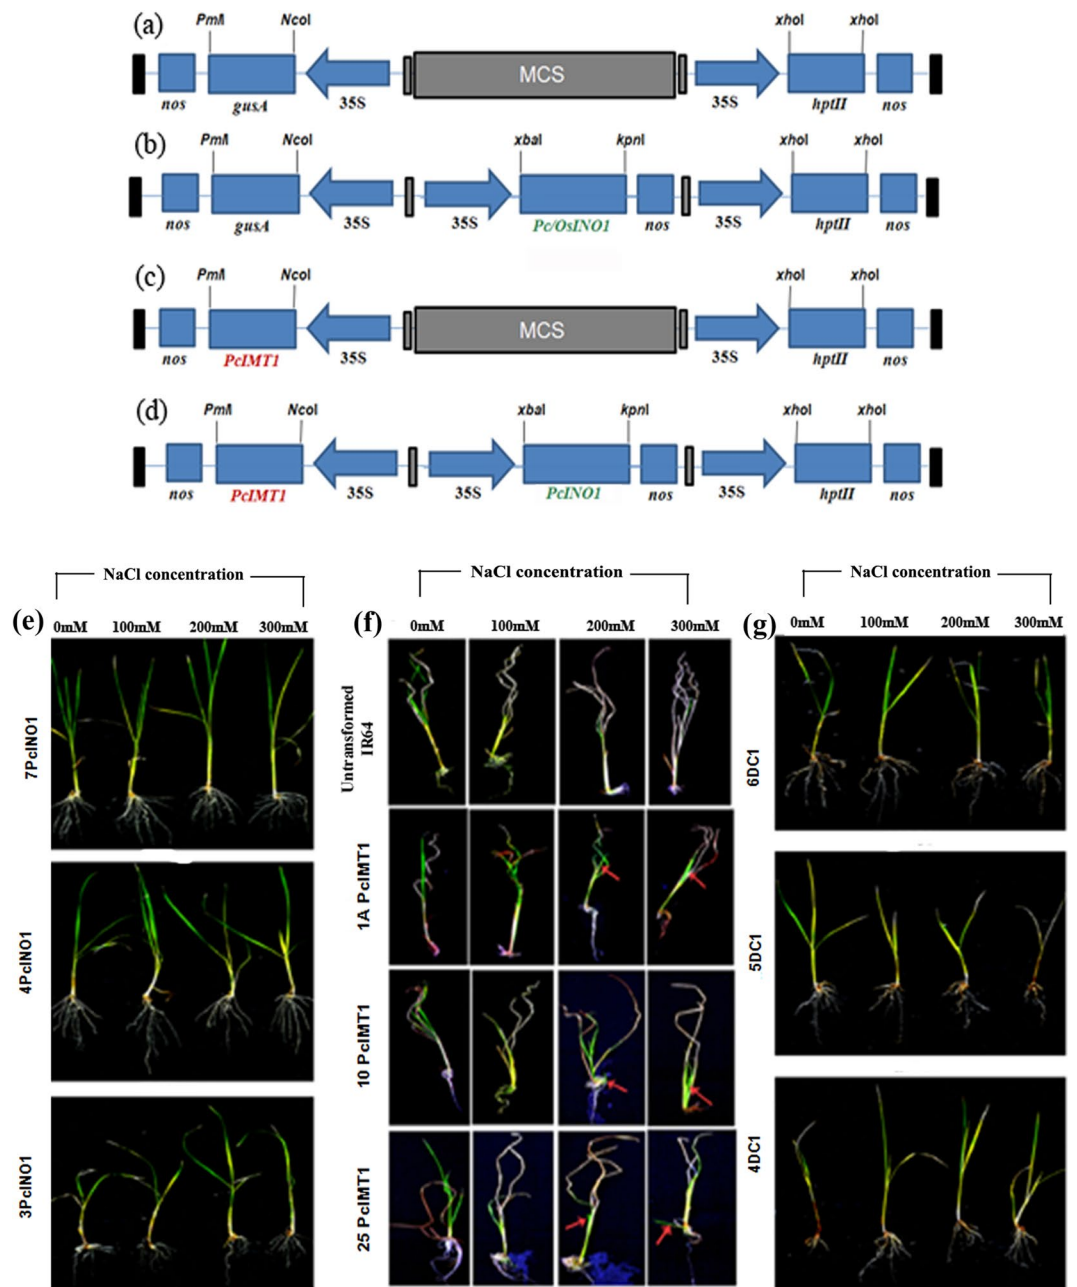 (a)
PmlI NcoI xhoI xhoI
MCS
nos gusA 35S 35S hptII nos
(b)
PmlI NcoI xbaI kpnI xhoI xhoI
nos gusA 35S 35S Pc/OsINO1 nos 35S hptII nos
(c)
PmlI NcoI xhoI xhoI
MCS
nos PcIMT1 35S 35S hptII nos
(d)
PmlI NcoI xbaI kpnI xhoI xhoI
nos PcIMT1 35S 35S PcINO1 nos 35S hptII nos
(e)
NaCl concentration
0mM 100mM 200mM 300mM
7PcINO1
4PcINO1
3PcINO1
(f)
NaCl concentration
0mM 100mM 200mM 300mM
Untransformed
IR64
1A PcIMT1
10 PcIMT1
25 PcIMT1
(g)
NaCl concentration
0mM 100mM 200mM 300mM
6DC1
5DC1
4DC1